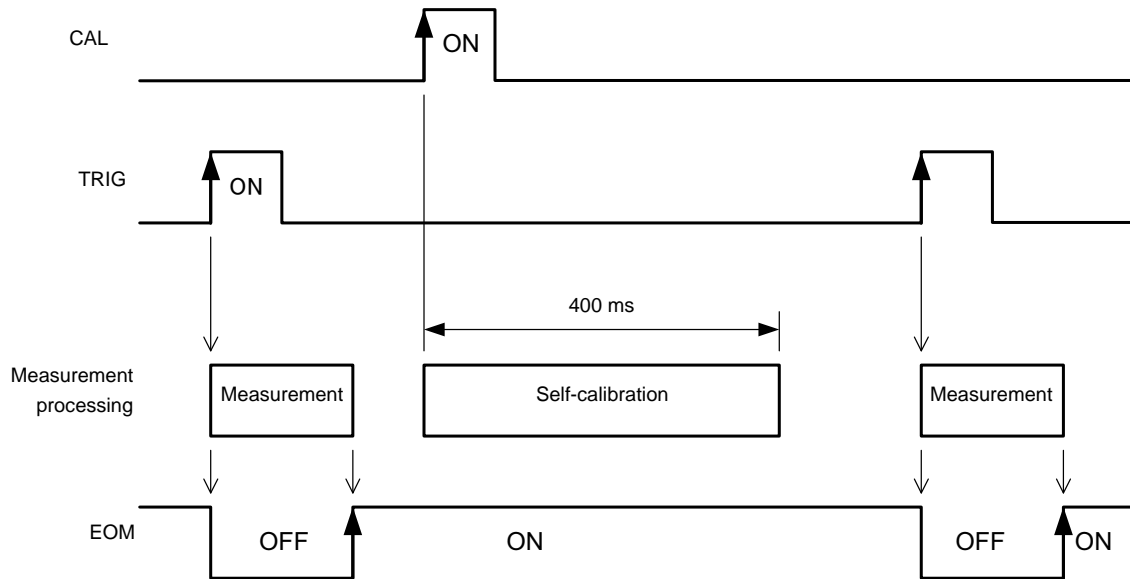 CAL
ON
TRIG
ON
400 ms
Measurement
processing
Measurement
Self-calibration
Measurement
EOM
OFF
ON
OFF
ON